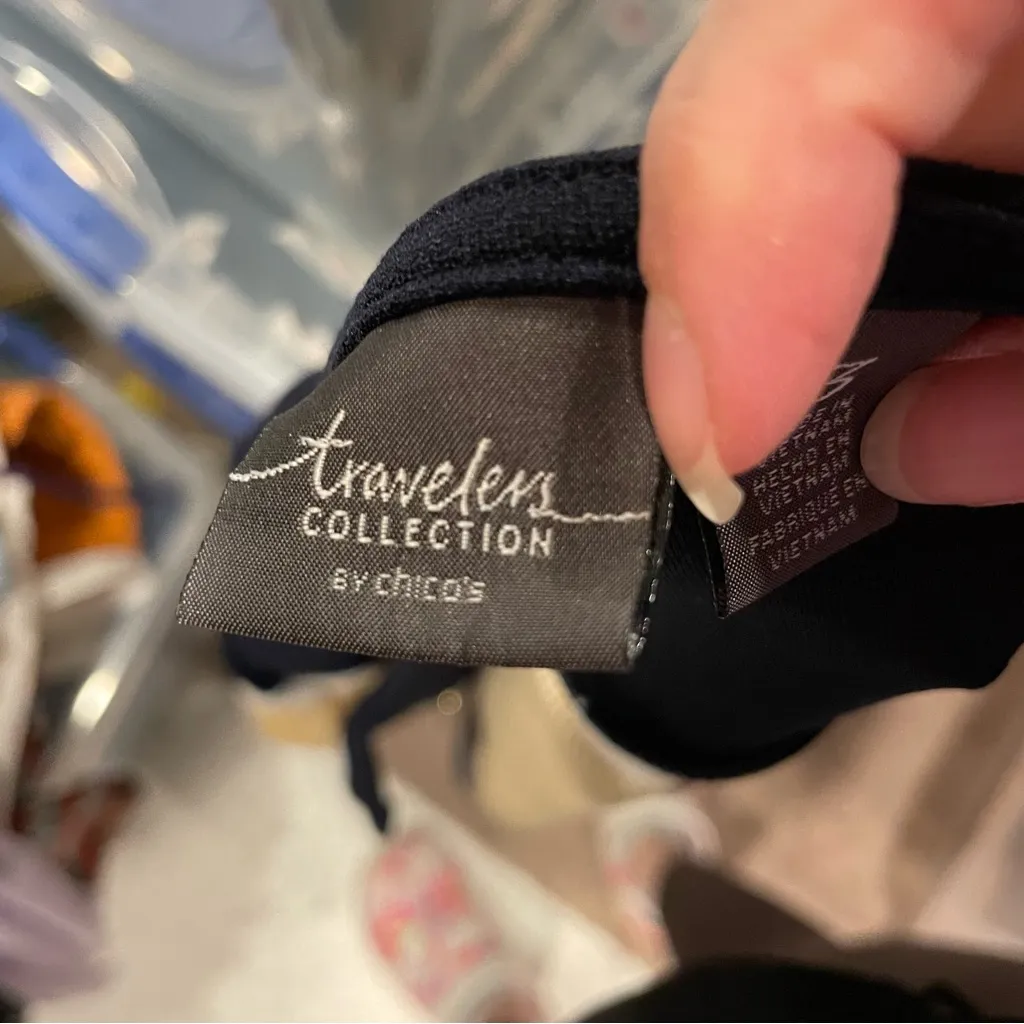 travelers
COLLECTION
BY chico's
HECHO EN
VIETNAM
FABRIQUE EN
VIETNAM